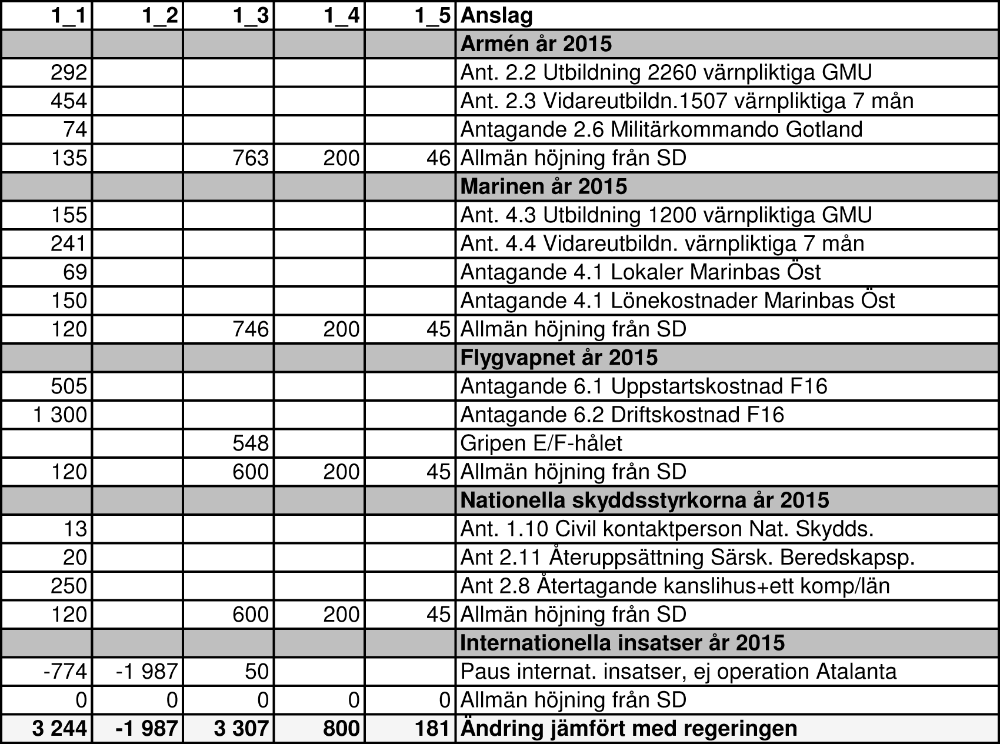 1_1 1_2 1_3 1_4 1_5 Anslag
Armén år 2015
292 Ant. 2.2 Utbildning 2260 värnpliktiga GMU
454 Ant. 2.3 Vidareutbildn.1507 värnpliktiga 7 mån
74 Antagande 2.6 Militärkommando Gotland
135 763 200 46 Allmän höjning från SD
Marinen år 2015
155 Ant. 4.3 Utbildning 1200 värnpliktiga GMU
241 Ant. 4.4 Vidareutbildn. värnpliktiga 7 mån
69 Antagande 4.1 Lokaler Marinbas Öst
150 Antagande 4.1 Lönekostnader Marinbas Öst
120 746 200 45 Allmän höjning från SD
Flygvapnet år 2015
505 Antagande 6.1 Uppstartskostnad F16
1 300 Antagande 6.2 Driftskostnad F16
548 Gripen E/F-hålet
120 600 200 45 Allmän höjning från SD
Nationella skyddsstyrkorna år 2015
13 Ant. 1.10 Civil kontaktperson Nat. Skydds.
20 Ant 2.11 Återuppsättning Särsk. Beredskapsp.
250 Ant 2.8 Återtagande kanslihus+ett komp/län
120 600 200 45 Allmän höjning från SD
Internationella insatser år 2015
-774 -1 987 50 Paus internat. insatser, ej operation Atalanta
0 0 0 0 0 Allmän höjning från SD
3 244 -1 987 3 307 800 181 Ändring jämfört med regeringen